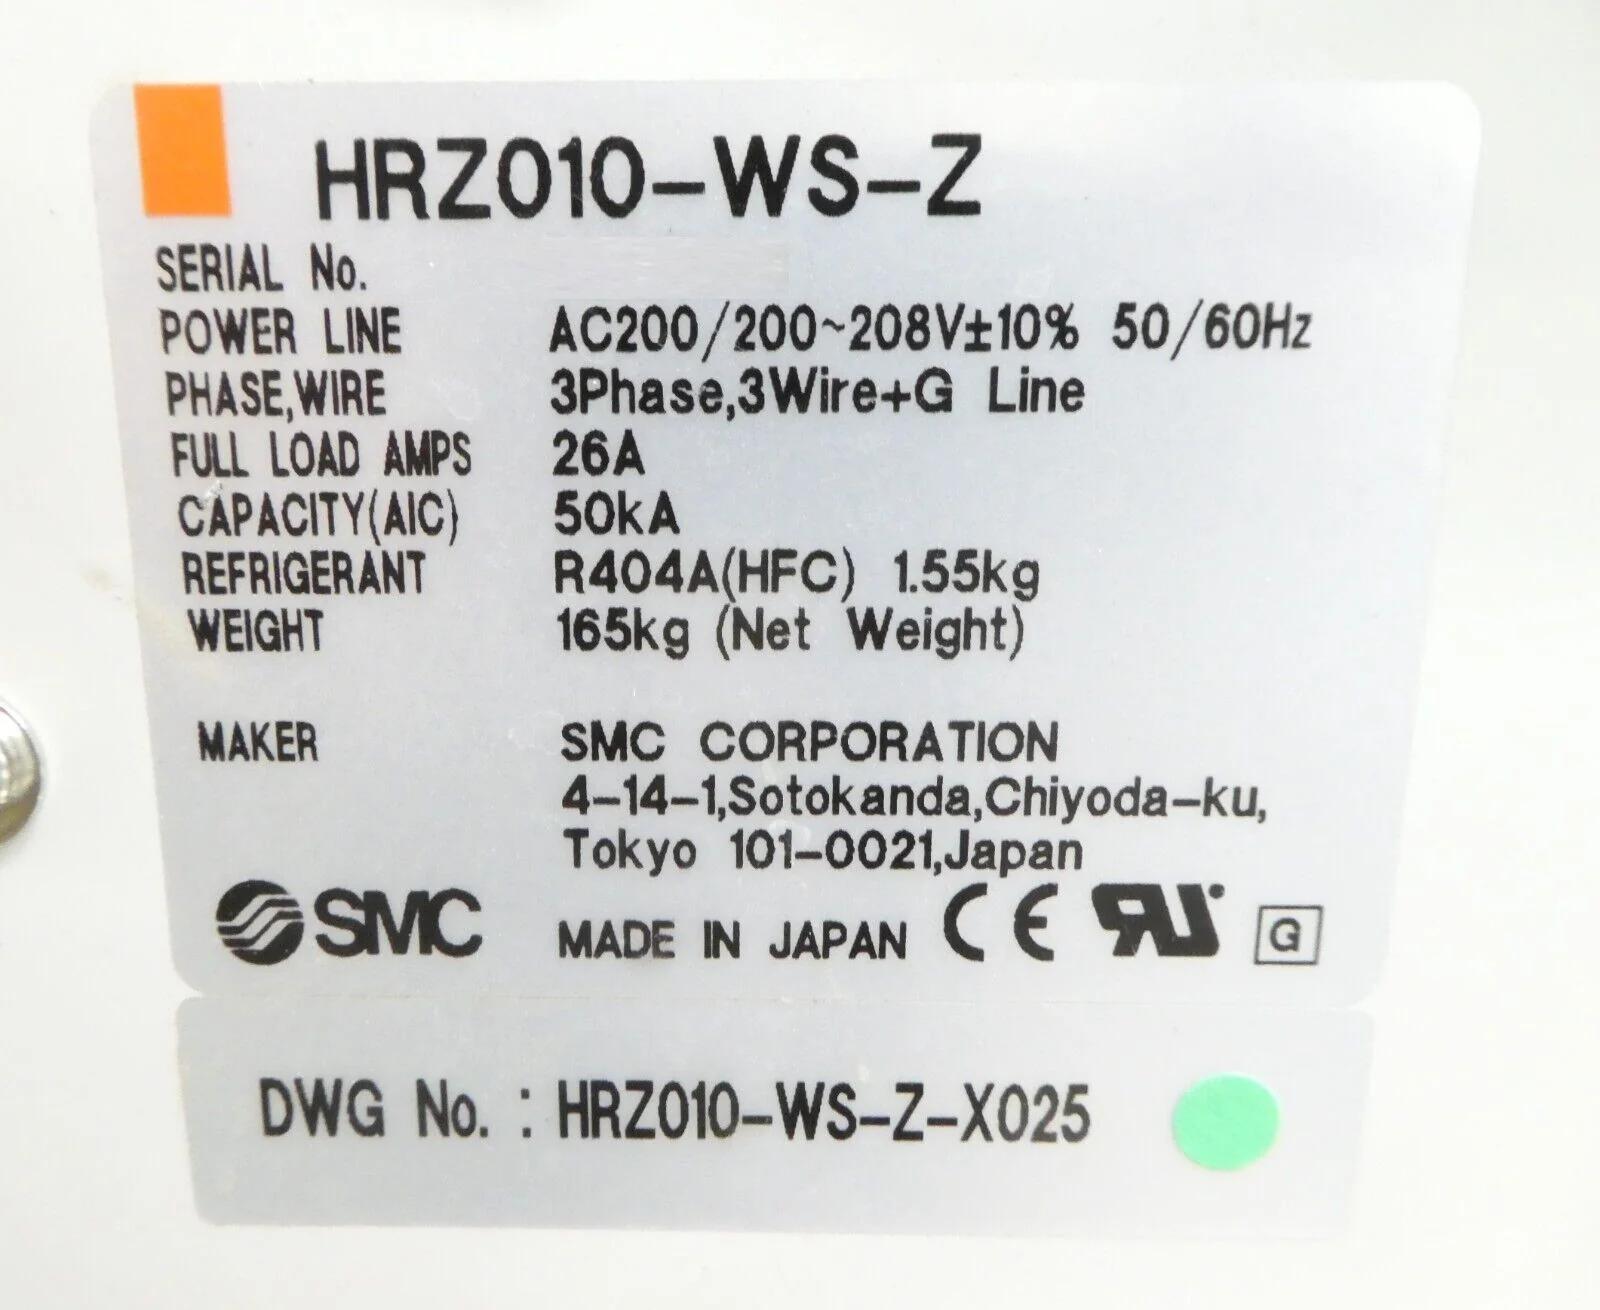 HRZ010-WS-Z
SERIAL No.
POWER LINE AC200/200~208V±10% 50/60Hz
PHASE,WIRE 3Phase,3Wire+G Line
FULL LOAD AMPS 26A
CAPACITY(AIC) 50kA
REFRIGERANT R404A(HFC) 1.55kg
WEIGHT 165kg (Net Weight)
MAKER SMC CORPORATION
4-14-1,Sotokanda,Chiyoda-ku,
Tokyo 101-0021,Japan
SMC MADE IN JAPAN CE RU G
DWG No. : HRZ010-WS-Z-X025